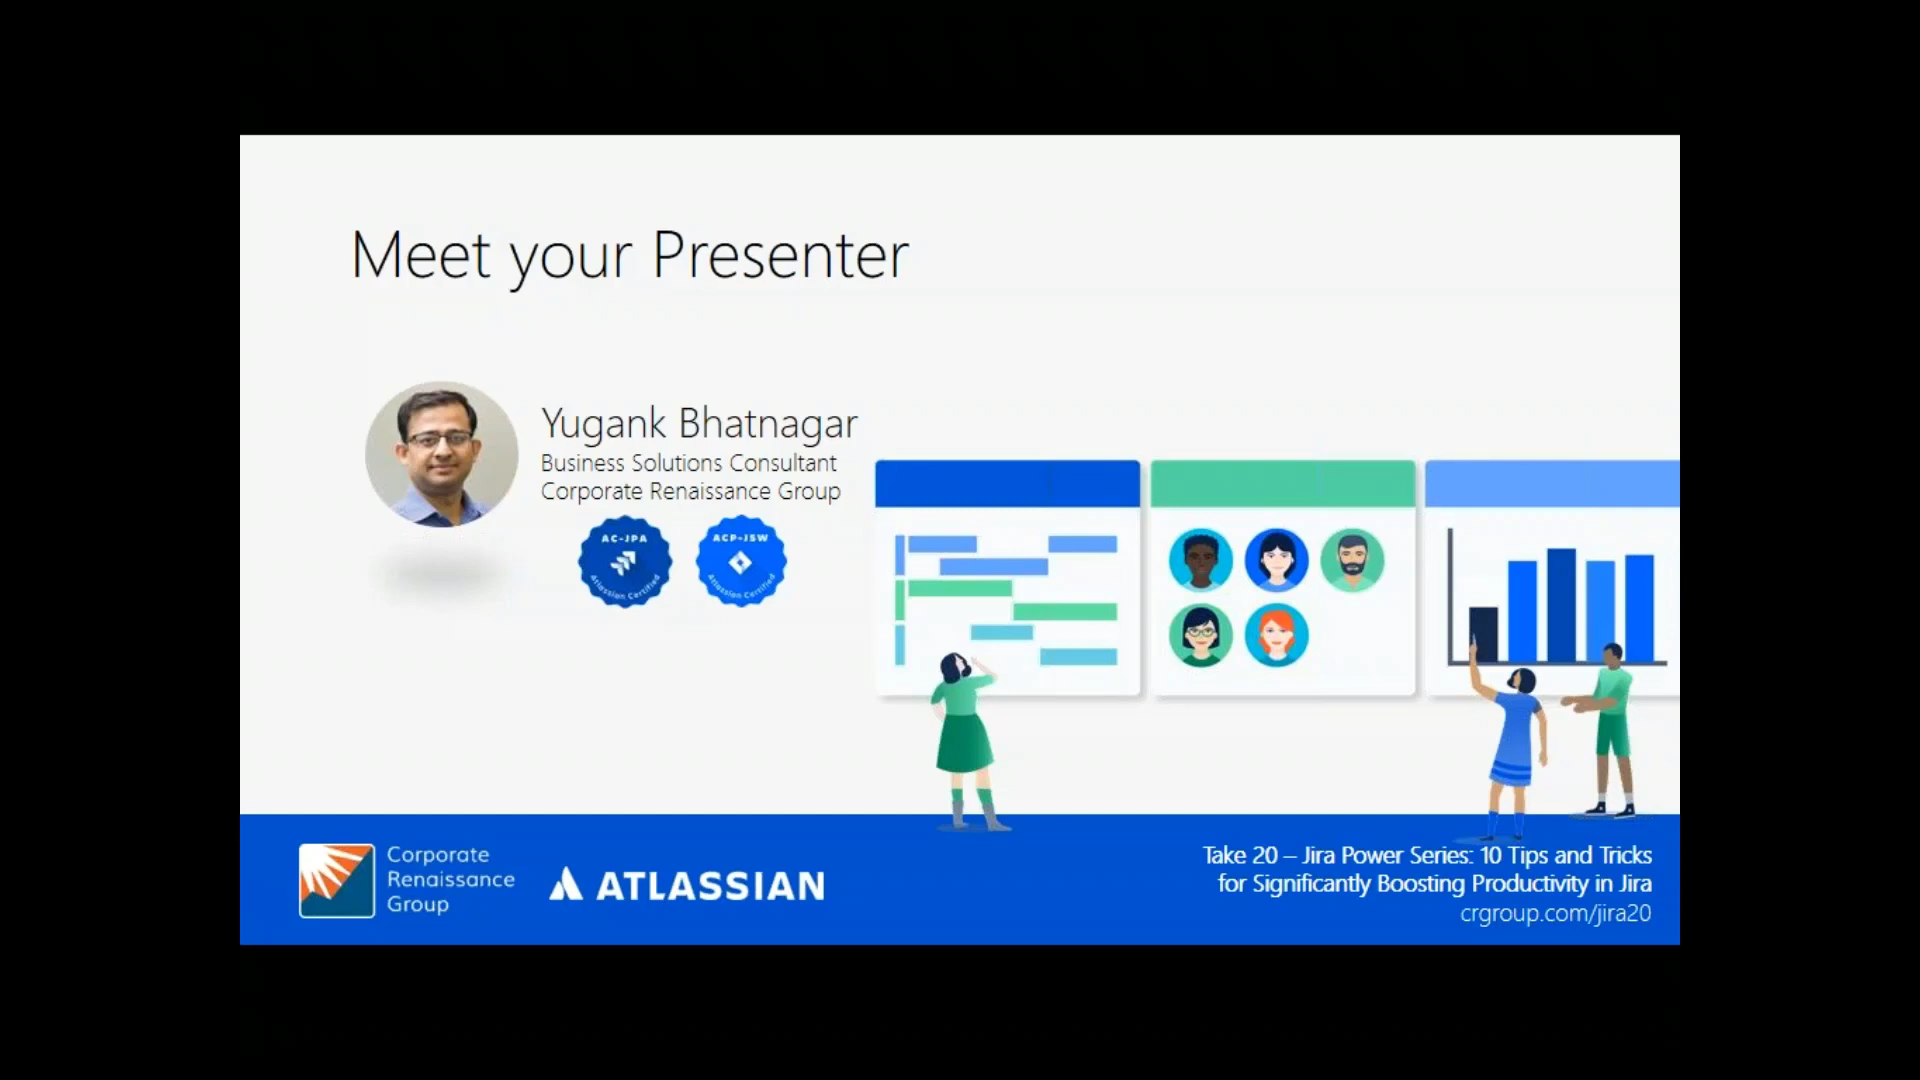 Meet your Presenter
Yugank Bhatnagar
Business Solutions Consultant
Corporate Renaissance Group
AC-JPA
Atlassian Certified
ACP-JSW
Atlassian Certified
Corporate
Renaissance
Group
ATLASSIAN
Take 20 – Jira Power Series: 10 Tips and Tricks
for Significantly Boosting Productivity in Jira
crgroup.com/jira20